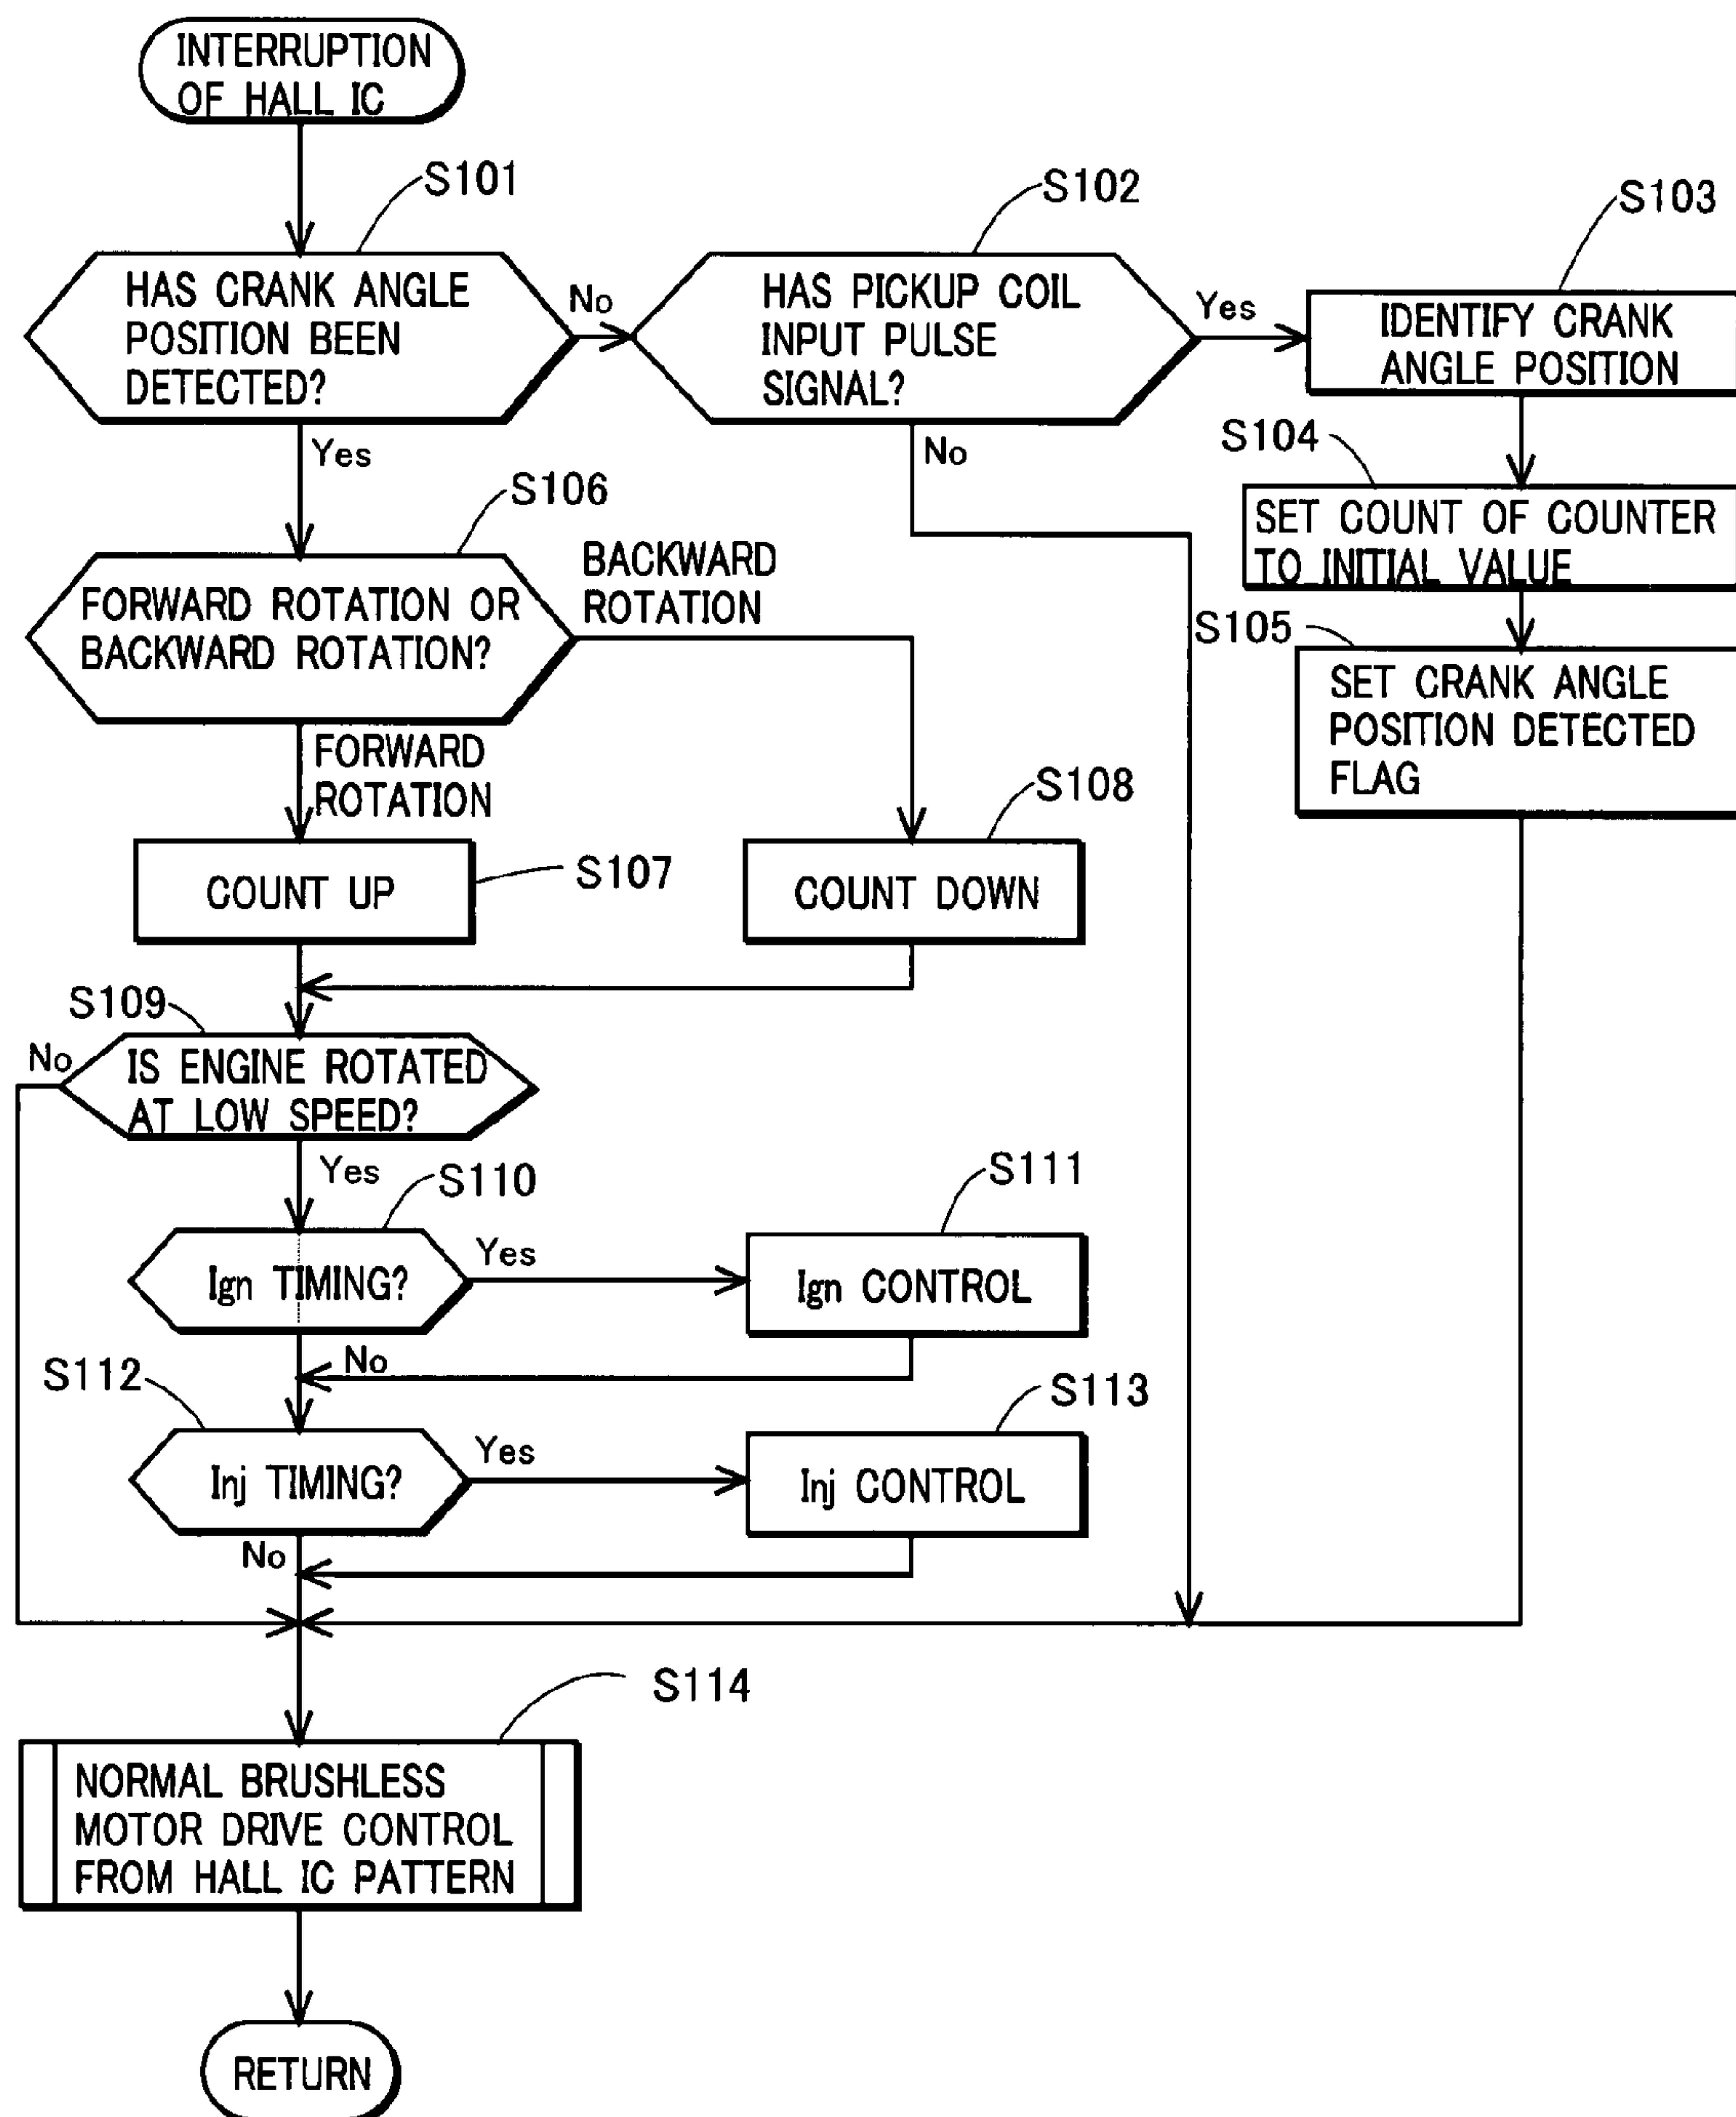 INTERRUPTION
OF HALL IC
S101
HAS CRANK ANGLE
POSITION BEEN
DETECTED?
No
Yes
S102
HAS PICKUP COIL
INPUT PULSE
SIGNAL?
Yes
No
S103
IDENTIFY CRANK
ANGLE POSITION
S104
SET COUNT OF COUNTER
TO INITIAL VALUE
S105
SET CRANK ANGLE
POSITION DETECTED
FLAG
S106
FORWARD ROTATION OR
BACKWARD ROTATION?
BACKWARD
ROTATION
FORWARD
ROTATION
S107
COUNT UP
S108
COUNT DOWN
S109
No
IS ENGINE ROTATED
AT LOW SPEED?
Yes
S110
Ign TIMING?
Yes
No
S111
Ign CONTROL
S112
Inj TIMING?
Yes
No
S113
Inj CONTROL
S114
NORMAL BRUSHLESS
MOTOR DRIVE CONTROL
FROM HALL IC PATTERN
RETURN